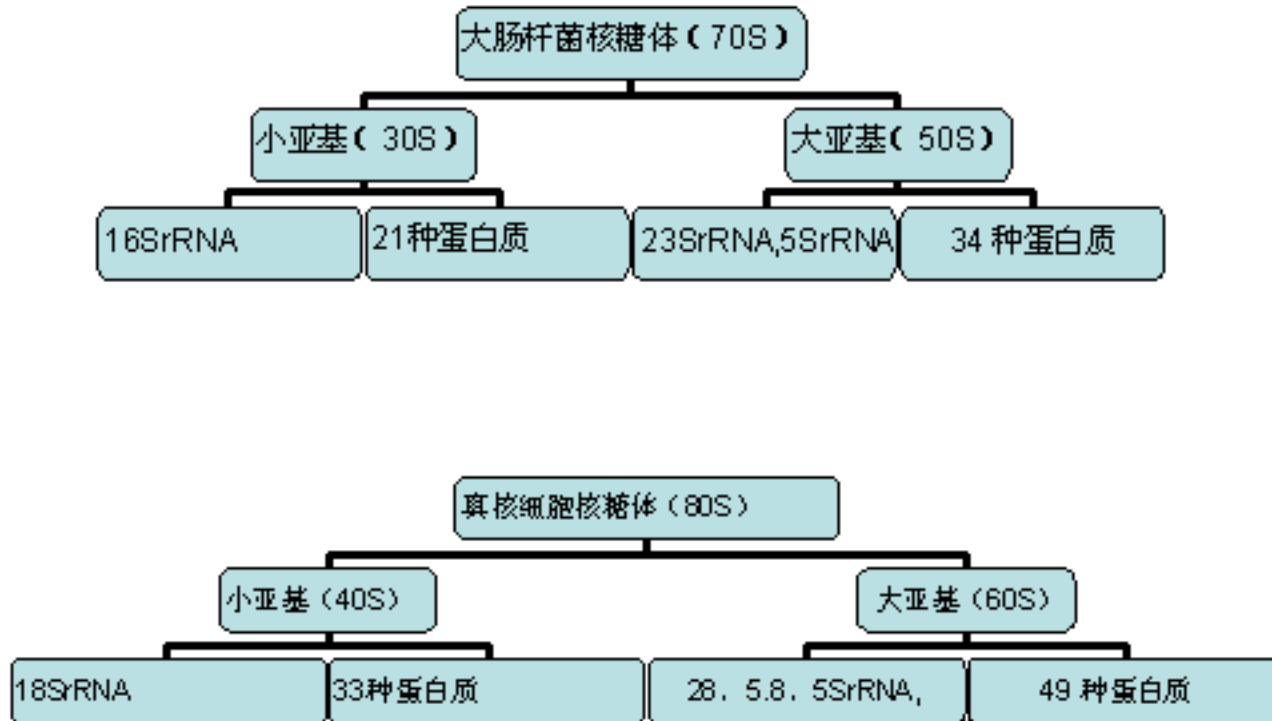 大肠杆菌核糖体（70S）
小亚基（ 30S）
大亚基（ 50S）
16SrRNA
21种蛋白质
23SrRNA,5SrRNA
34 种蛋白质
真核细胞核糖体（80S）
小亚基（40S）
大亚基（60S）
18SrRNA
33种蛋白质
28．5.8．5SrRNA,
49 种蛋白质